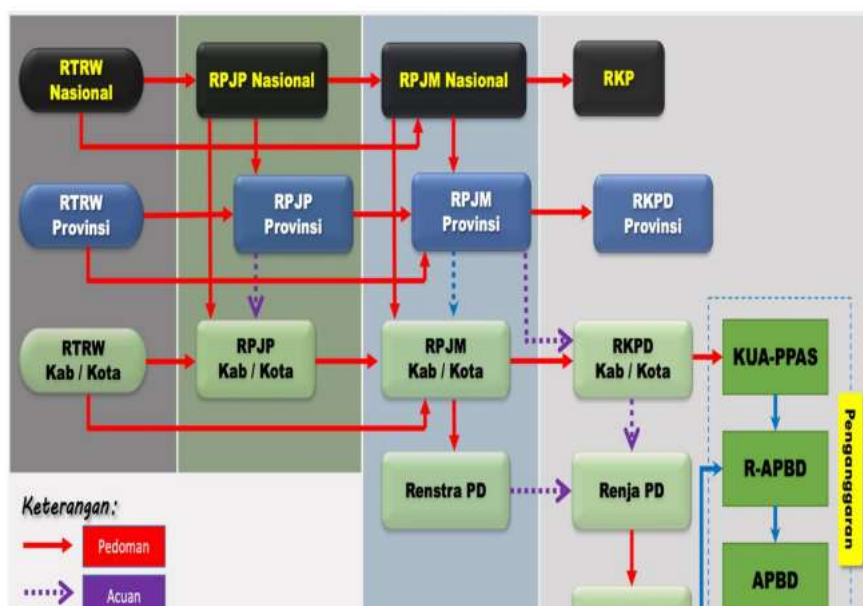 RTRW
Nasional
RPJP Nasional
RPJM Nasional
RKP
RTRW
Provinsi
RPJP
Provinsi
RPJM
Provinsi
RKPD
Provinsi
RTRW
Kab / Kota
RPJP
Kab / Kota
RPJM
Kab / Kota
RKPD
Kab / Kota
KUA-PPAS
Renstra PD
Renja PD
R-APBD
APBD
Penganggaran
Keterangan:
Pedoman
Acuan